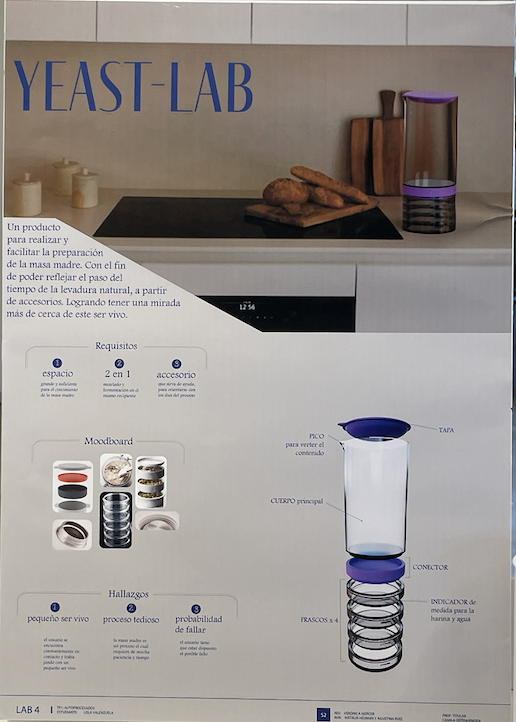 YEAST-LAB
12 56
Un producto
para realizar y
facilitar la preparación
de la masa madre. Con el fin
de poder reflejar el paso del
tiempo de la levadura natural, a partir
de accesorios. Logrando tener una mirada
más de cerca de este ser vivo.
Requisitos
1
espacio
grande y suficiente
para el crecimiento
de la masa madre
2
2 en 1
mezclado y
fermentación en el
mismo recipiente
3
accesorio
que sirva de ayuda,
para orientarte con
los días del proceso
Moodboard
Hallazgos
1
pequeño ser vivo
el usuario se
encuentra
constantemente en
contacto y traba
jando con un
pequeño ser vivo
2
proceso tedioso
la masa madre es
un proceso el cual
requiere de mucha
paciencia y tiempo
3
probabilidad
de fallar
el usuario tiene
que estar dispuesto
al posible fallo
TAPA
PICO
para verter el
contenido
CUERPO principal
CONECTOR
INDICADOR de
medida para la
harina y agua
FRASCOS x 4
LAB 4
TP1: AUTOPROCESADOS
ESTUDIANTE: LOLA VALENZUELA
52